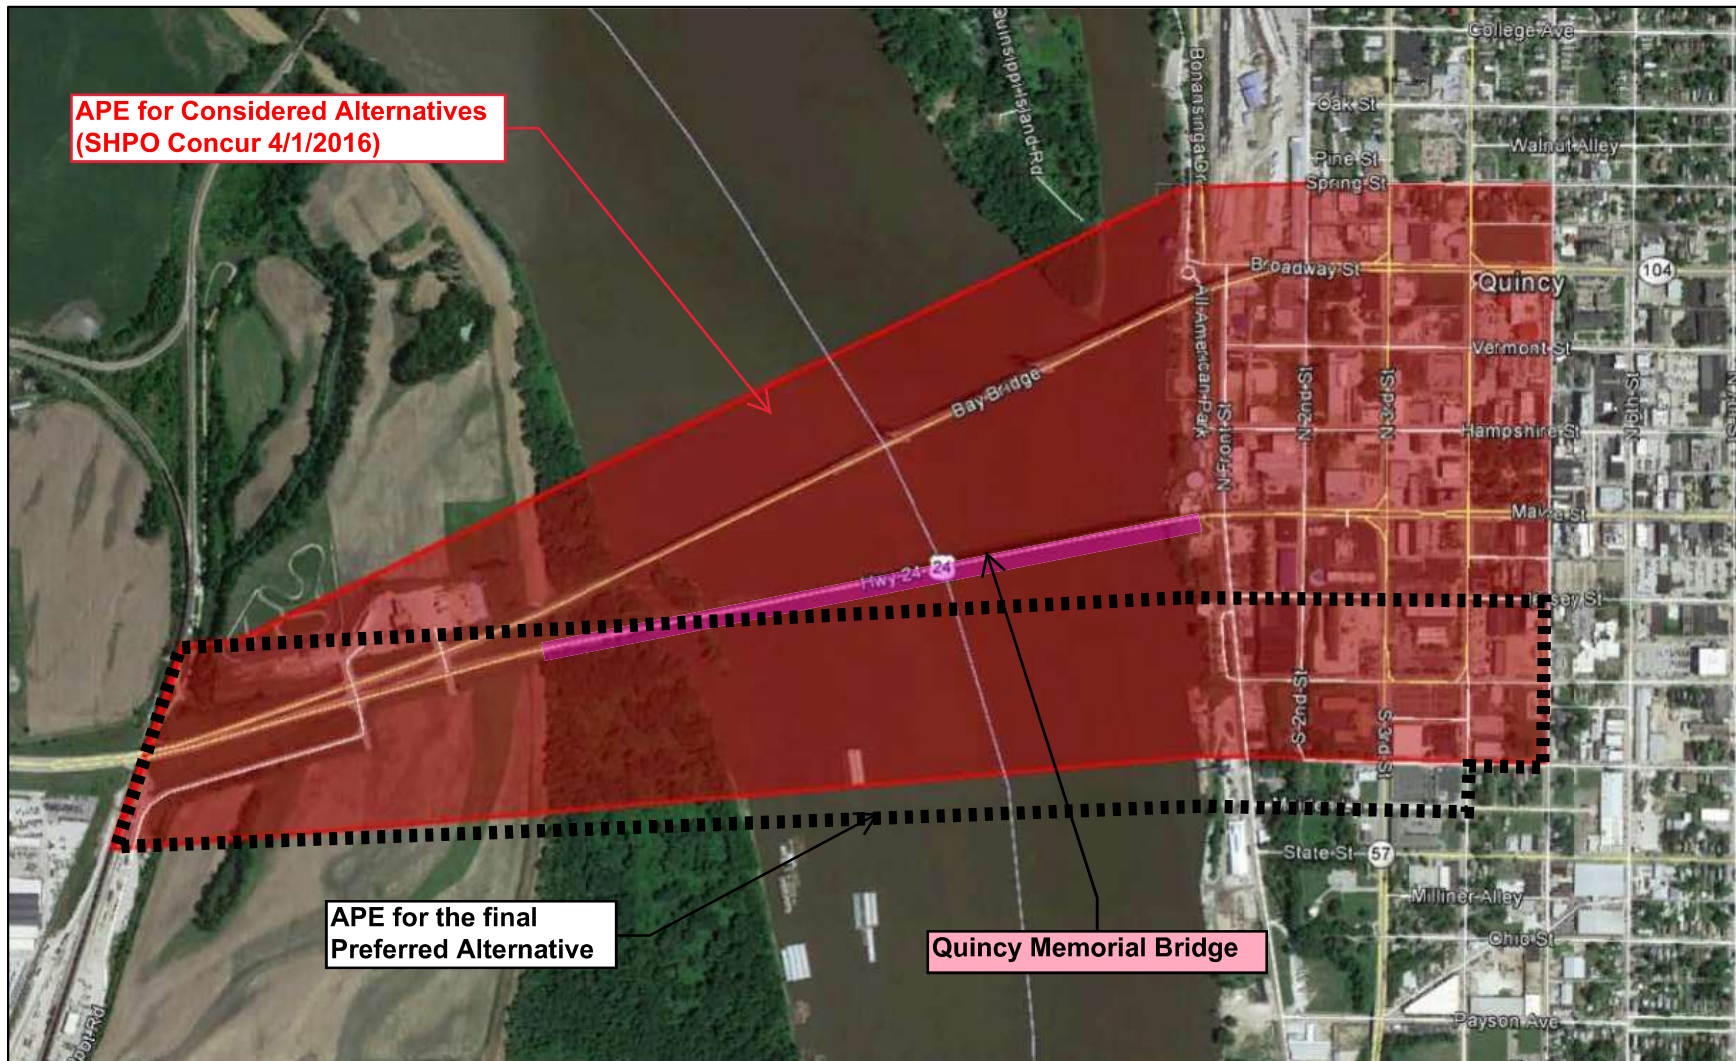 College Ave
Quinsippi Island Rd
Bonansinga Dr
APE for Considered Alternatives
(SHPO Concur 4/1/2016)
Oak St
Walnut Alley
Pine St
Spring St
Broadway St
104
Quincy
All American Park
Vermont St
Bay Bridge
N Front St
N 2nd St
N 3rd St
N 6th St
Hampshire St
Hwy 24
24
S 2nd St
S 3rd St
State St
57
Milliner Alley
APE for the final
Preferred Alternative
Quincy Memorial Bridge
Ohio St
Payson Ave